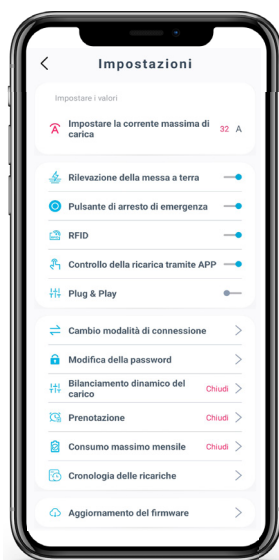 Impostazioni
Impostare i valori
Impostare la corrente massima di
carica
32 A
Rilevazione della messa a terra
Pulsante di arresto di emergenza
RFID
Controllo della ricarica tramite APP
Plug & Play
Cambio modalità di connessione
Modifica della password
Bilanciamento dinamico del
carico
Chiudi
Prenotazione
Chiudi
Consumo massimo mensile
Chiudi
Cronologia delle ricariche
Aggiornamento del firmware